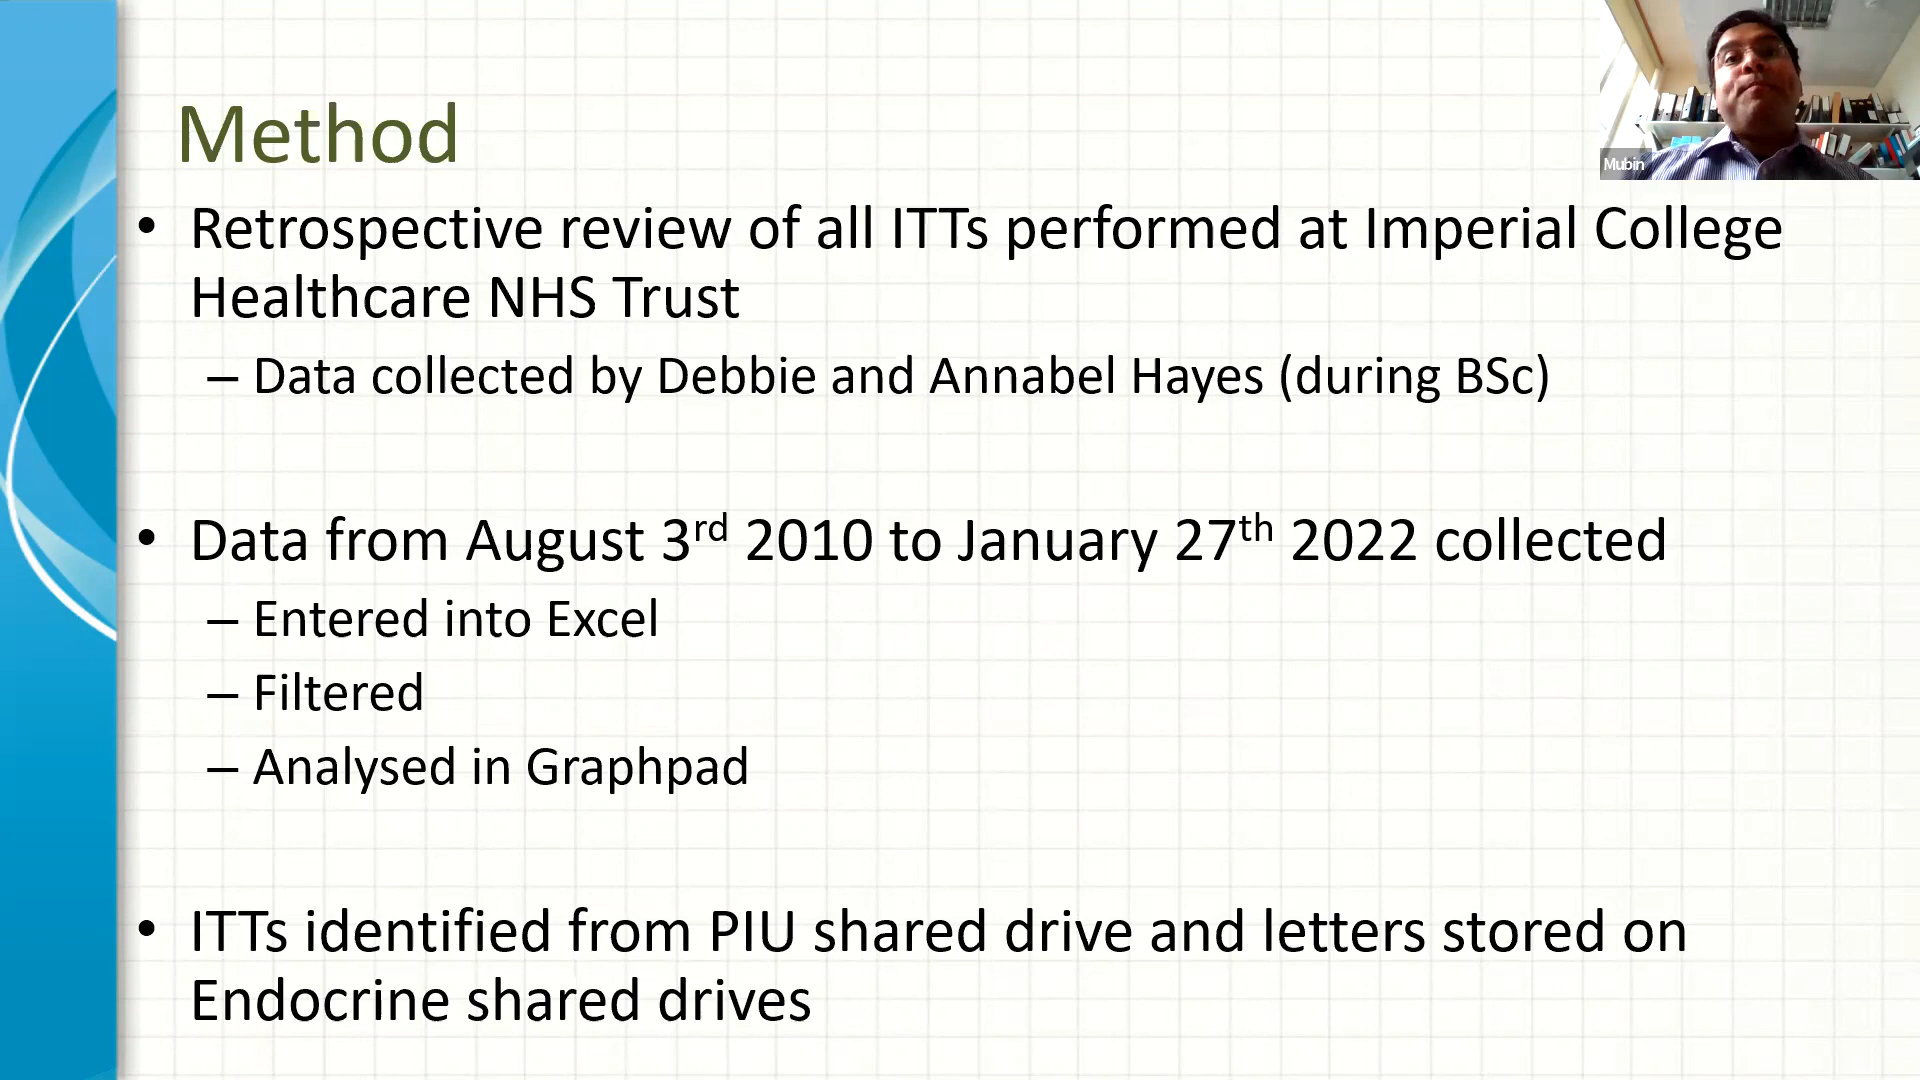 Mubin
Method
• Retrospective review of all ITTs performed at Imperial College
Healthcare NHS Trust
– Data collected by Debbie and Annabel Hayes (during BSc)
• Data from August 3rd 2010 to January 27th 2022 collected
– Entered into Excel
– Filtered
– Analysed in Graphpad
• ITTs identified from PIU shared drive and letters stored on
Endocrine shared drives